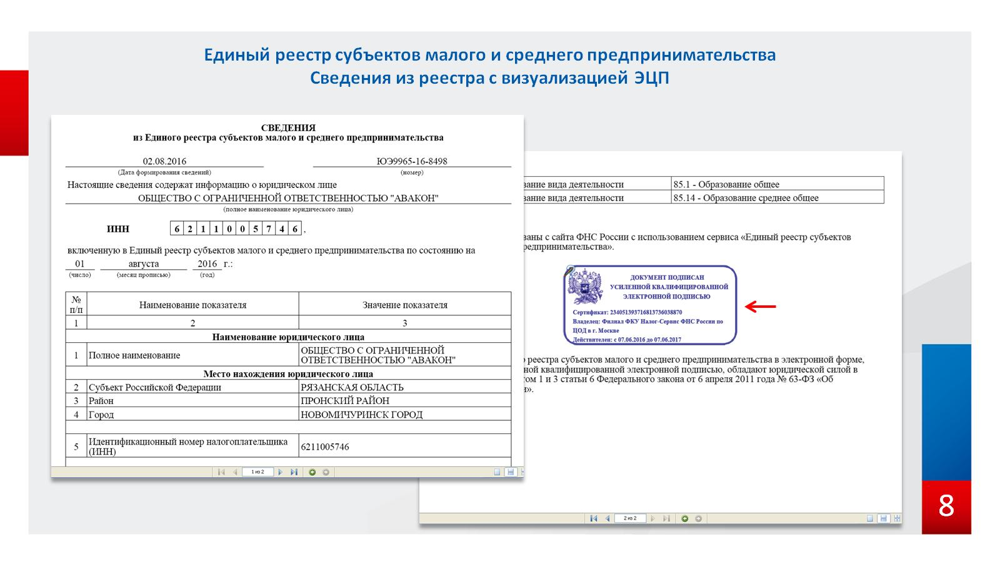 Единый реестр субъектов малого и среднего предпринимательства
Сведения из реестра с визуализацией ЭЦП
СВЕДЕНИЯ
из Единого реестра субъектов малого и среднего предпринимательства
02.08.2016 ЮЭ9965-16-8498
(Дата формирования сведений) (номер)
Настоящие сведения содержат информацию о юридическом лице
ОБЩЕСТВО С ОГРАНИЧЕННОЙ ОТВЕТСТВЕННОСТЬЮ "АВАКОН"
(полное наименование юридического лица)
ИНН 6 2 1 1 0 0 5 7 4 6 ,
включенную в Единый реестр субъектов малого и среднего предпринимательства по состоянию на
01 августа 2016 г.:
(число) (месяц прописью) (год)
№ п/п Наименование показателя Значение показателя
1 2 3
Наименование юридического лица
1 Полное наименование ОБЩЕСТВО С ОГРАНИЧЕННОЙ
ОТВЕТСТВЕННОСТЬЮ "АВАКОН"
Место нахождения юридического лица
2 Субъект Российской Федерации РЯЗАНСКАЯ ОБЛАСТЬ
3 Район ПРОНСКИЙ РАЙОН
4 Город НОВОМИЧУРИНСК ГОРОД
5 Идентификационный номер налогоплательщика
(ИНН) 6211005746
1 из 2
вание вида деятельности 85.1 - Образование общее
вание вида деятельности 85.14 - Образование среднее общее
ваны с сайта ФНС России с использованием сервиса «Единый реестр субъектов
редпринимательства».
ДОКУМЕНТ ПОДПИСАН
УСИЛЕННОЙ КВАЛИФИЦИРОВАННОЙ
ЭЛЕКТРОННОЙ ПОДПИСЬЮ
Сертификат: 234051393716813736038870
Владелец: Филиал ФКУ Налог-Сервис ФНС России по
ЦОД в г. Москве
Действителен: с 07.06.2016 до 07.06.2017
реестра субъектов малого и среднего предпринимательства в электронной форме,
ной квалифицированной электронной подписью, обладают юридической силой в
том 1 и 3 статьи 6 Федерального закона от 6 апреля 2011 года № 63-ФЗ «Об
и».
2 из 2
8